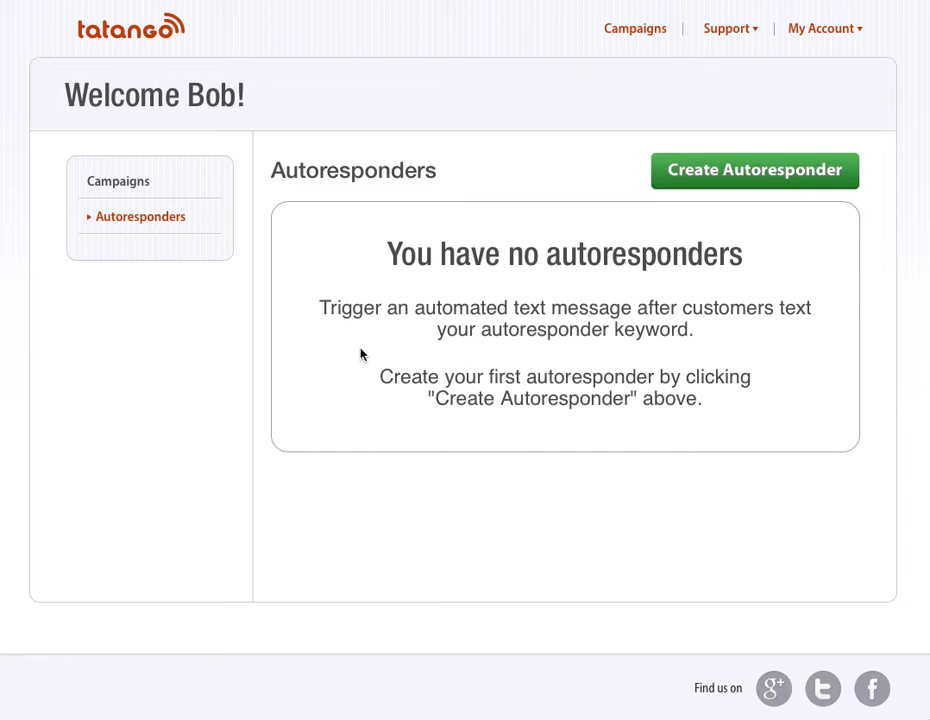 tatango
Campaigns | Support | My Account
Welcome Bob!
Campaigns
Autoresponders
Autoresponders
Create Autoresponder
You have no autoresponders
Trigger an automated text message after customers text
your autoresponder keyword.
Create your first autoresponder by clicking
"Create Autoresponder" above.
Find us on
g+
t
f